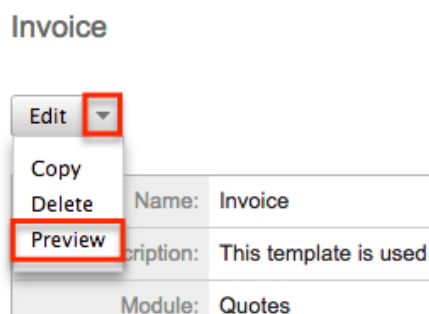 Invoice
Edit
Copy
Delete
Preview
Name: Invoice
cription: This template is used
Module: Quotes